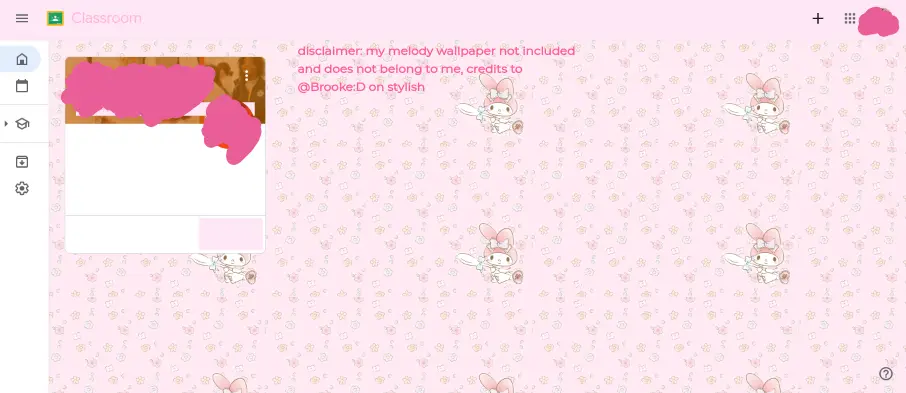 Classroom
disclaimer: my melody wallpaper not included
and does not belong to me, credits to
@Brooke:D on stylish